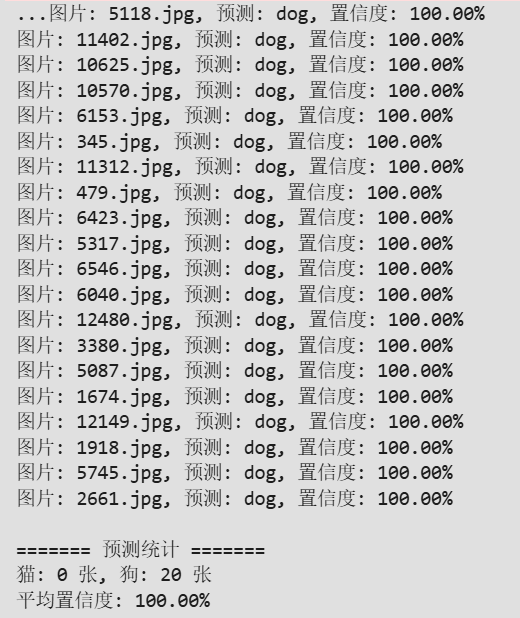 ...图片: 5118.jpg, 预测: dog, 置信度: 100.00%
图片: 11402.jpg, 预测: dog, 置信度: 100.00%
图片: 10625.jpg, 预测: dog, 置信度: 100.00%
图片: 10570.jpg, 预测: dog, 置信度: 100.00%
图片: 6153.jpg, 预测: dog, 置信度: 100.00%
图片: 345.jpg, 预测: dog, 置信度: 100.00%
图片: 11312.jpg, 预测: dog, 置信度: 100.00%
图片: 479.jpg, 预测: dog, 置信度: 100.00%
图片: 6423.jpg, 预测: dog, 置信度: 100.00%
图片: 5317.jpg, 预测: dog, 置信度: 100.00%
图片: 6546.jpg, 预测: dog, 置信度: 100.00%
图片: 6040.jpg, 预测: dog, 置信度: 100.00%
图片: 12480.jpg, 预测: dog, 置信度: 100.00%
图片: 3380.jpg, 预测: dog, 置信度: 100.00%
图片: 5087.jpg, 预测: dog, 置信度: 100.00%
图片: 1674.jpg, 预测: dog, 置信度: 100.00%
图片: 12149.jpg, 预测: dog, 置信度: 100.00%
图片: 1918.jpg, 预测: dog, 置信度: 100.00%
图片: 5745.jpg, 预测: dog, 置信度: 100.00%
图片: 2661.jpg, 预测: dog, 置信度: 100.00%
======= 预测统计 =======
猫: 0 张, 狗: 20 张
平均置信度: 100.00%